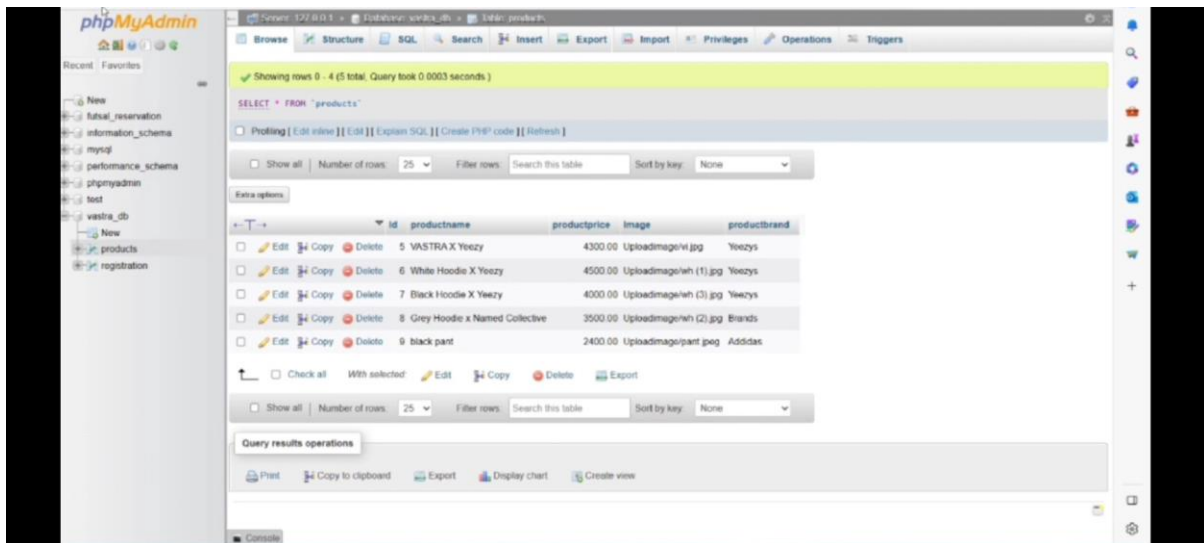 phpMyAdmin
Recent Favorites
New
futsal_reservation
information_schema
mysql
performance_schema
phpmyadmin
test
vastra_db
New
products
registration
Server: 127.0.0.1 » Database: vastra_db » Table: products
Browse Structure SQL Search Insert Export Import Privileges Operations Triggers
Showing rows 0 - 4 (5 total, Query took 0.0003 seconds.)
SELECT * FROM `products`
Profiling [ Edit inline ] [ Edit ] [ Explain SQL ] [ Create PHP code ] [ Refresh ]
Show all | Number of rows: 25 Filter rows: Search this table Sort by key: None
Extra options
←T→ id productname productprice image productbrand
Edit Copy Delete 5 VASTRA X Yeezy 4300.00 Uploadimage/vi.jpg Yeezys
Edit Copy Delete 6 White Hoodie X Yeezy 4500.00 Uploadimage/wh (1).jpg Yeezys
Edit Copy Delete 7 Black Hoodie X Yeezy 4000.00 Uploadimage/wh (3).jpg Yeezys
Edit Copy Delete 8 Grey Hoodie x Named Collective 3500.00 Uploadimage/wh (2).jpg Brands
Edit Copy Delete 9 black pant 2400.00 Uploadimage/pant.jpeg Addidas
Check all With selected: Edit Copy Delete Export
Show all | Number of rows: 25 Filter rows: Search this table Sort by key: None
Query results operations
Print Copy to clipboard Export Display chart Create view
Console